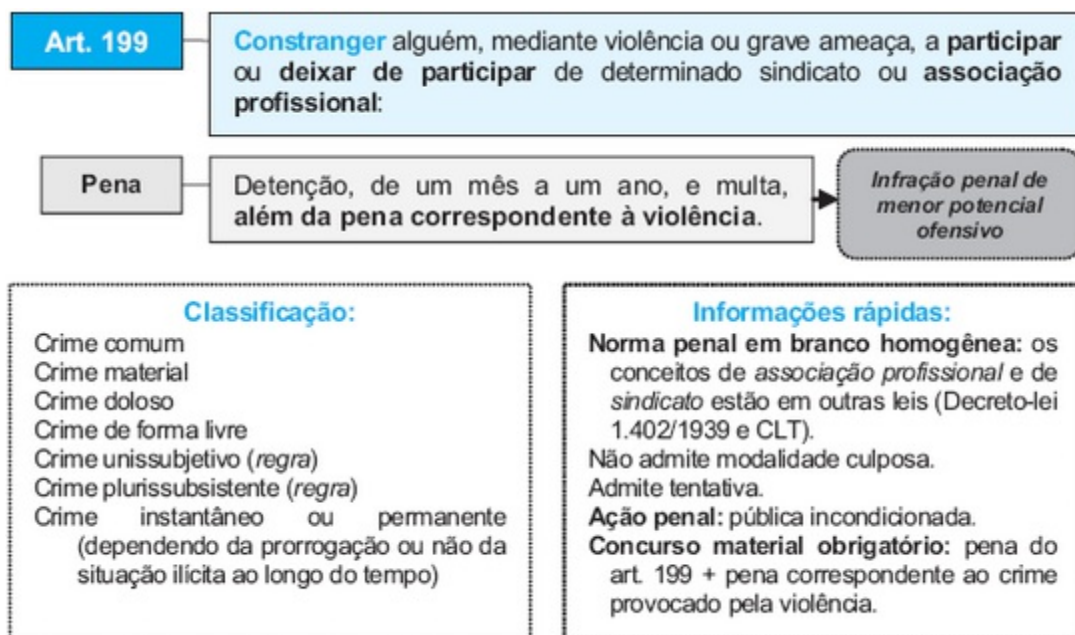 Art. 199
Constranger alguém, mediante violência ou grave ameaça, a participar
ou deixar de participar de determinado sindicato ou associação
profissional:
Pena
Detenção, de um mês a um ano, e multa,
além da pena correspondente à violência.
Infração penal de
menor potencial
ofensivo
Classificação:
Crime comum
Crime material
Crime doloso
Crime de forma livre
Crime unissubjetivo (regra)
Crime plurissubsistente (regra)
Crime instantâneo ou permanente
(dependendo da prorrogação ou não da
situação ilícita ao longo do tempo)
Informações rápidas:
Norma penal em branco homogênea: os
conceitos de associação profissional e de
sindicato estão em outras leis (Decreto-lei
1.402/1939 e CLT).
Não admite modalidade culposa.
Admite tentativa.
Ação penal: pública incondicionada.
Concurso material obrigatório: pena do
art. 199 + pena correspondente ao crime
provocado pela violência.